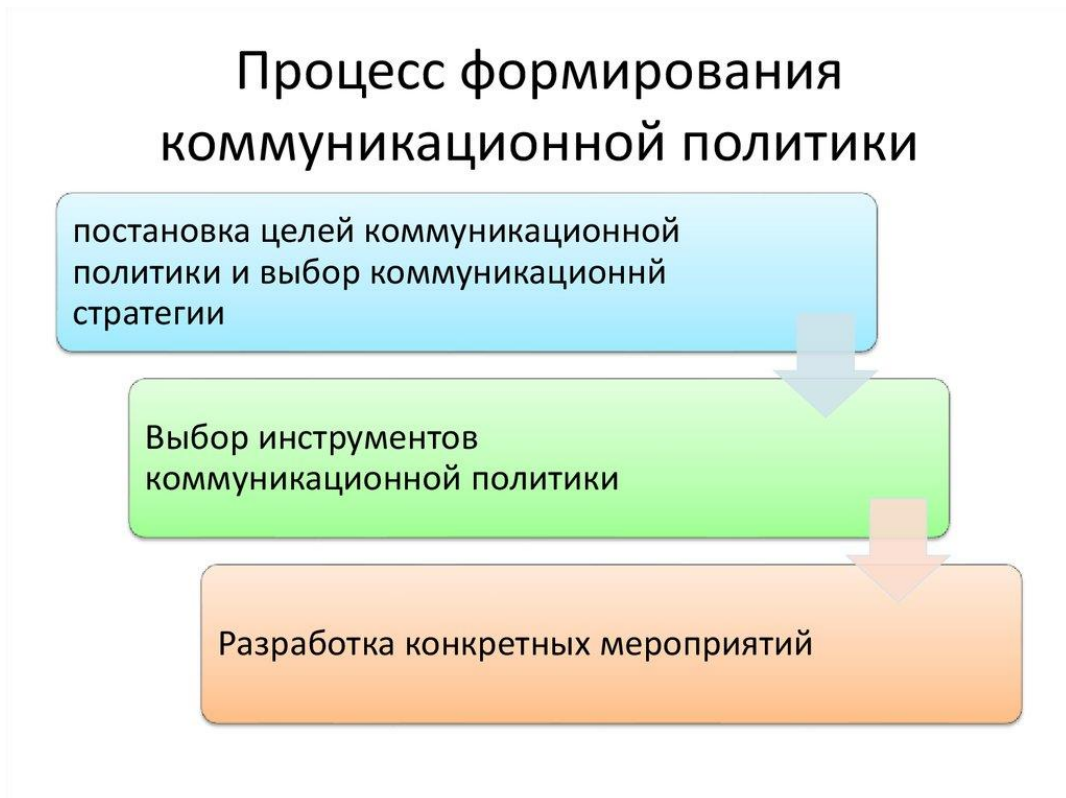 Процесс формирования
коммуникационной политики
постановка целей коммуникационной
политики и выбор коммуникационнй
стратегии
Выбор инструментов
коммуникационной политики
Разработка конкретных мероприятий